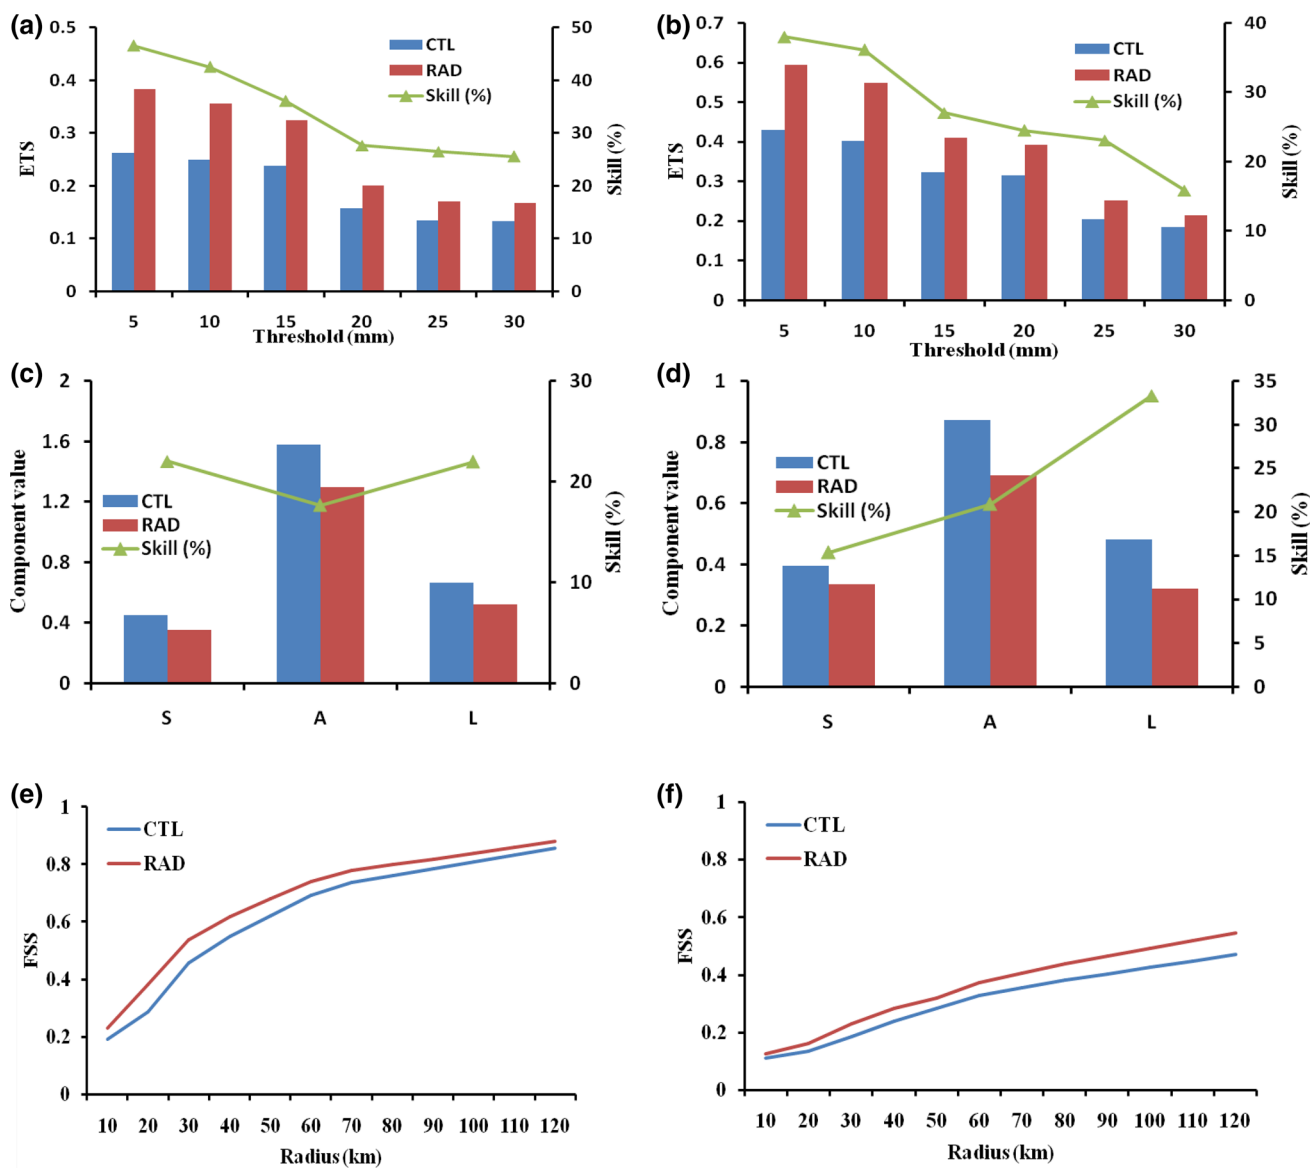 (a)
0.5
0.4
0.3
0.2
0.1
0
ETS
CTL
RAD
Skill (%)
50
40
30
20
10
0
Skill (%)
5 10 15 20 25 30
Threshold (mm)
(b)
0.7
0.6
0.5
0.4
0.3
0.2
0.1
0
ETS
CTL
RAD
Skill (%)
40
30
20
10
0
Skill (%)
5 10 15 20 25 30
Threshold (mm)
(c)
2
1.6
1.2
0.8
0.4
0
Component value
CTL
RAD
Skill (%)
30
20
10
0
Skill (%)
S A L
(d)
1
0.8
0.6
0.4
0.2
0
Component value
CTL
RAD
Skill (%)
35
30
25
20
15
10
5
0
Skill (%)
S A L
(e)
1
0.8
0.6
0.4
0.2
0
FSS
CTL
RAD
10 20 30 40 50 60 70 80 90 100 110 120
Radius (km)
(f)
1
0.8
0.6
0.4
0.2
0
FSS
CTL
RAD
10 20 30 40 50 60 70 80 90 100 110 120
Radius (km)